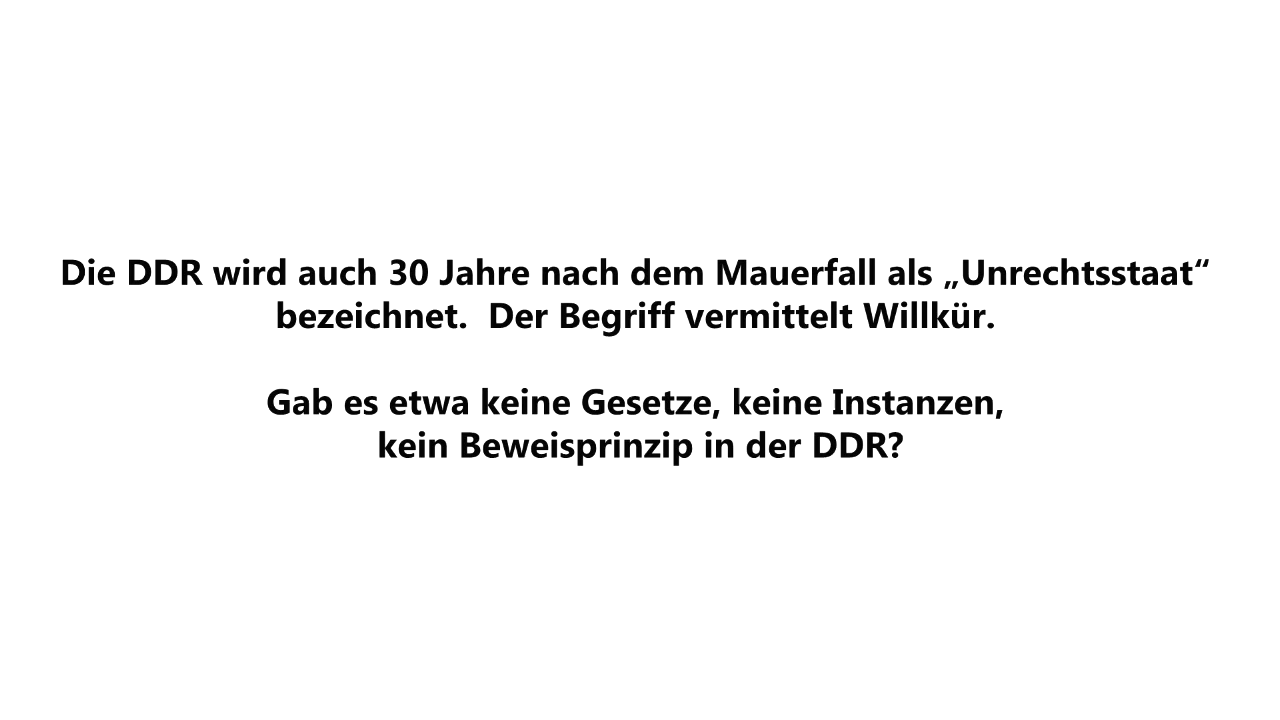 Die DDR wird auch 30 Jahre nach dem Mauerfall als „Unrechtsstaat“
bezeichnet.  Der Begriff vermittelt Willkür.
Gab es etwa keine Gesetze, keine Instanzen,
kein Beweisprinzip in der DDR?